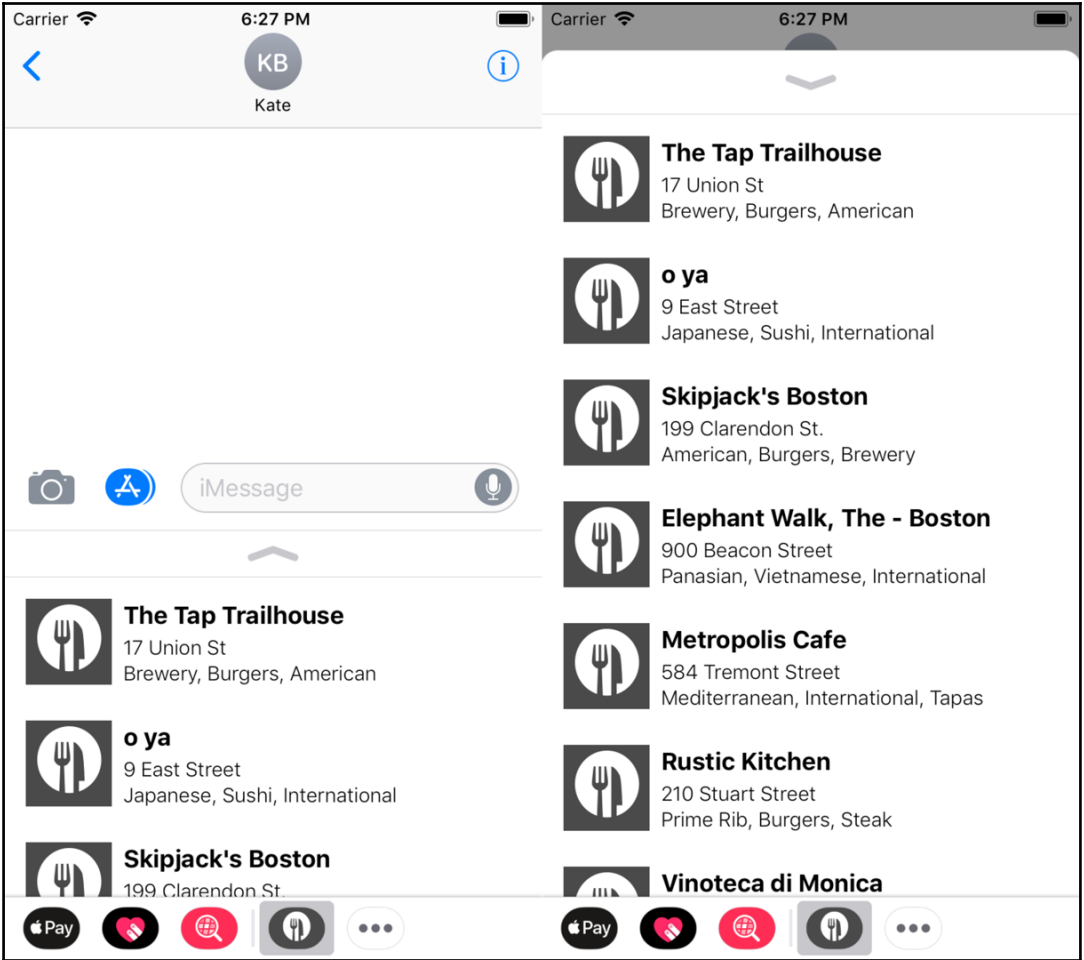 Carrier
6:27 PM
KB
Kate
iMessage
The Tap Trailhouse
17 Union St
Brewery, Burgers, American
o ya
9 East Street
Japanese, Sushi, International
Skipjack's Boston
199 Clarendon St.
Pay
Carrier
6:27 PM
The Tap Trailhouse
17 Union St
Brewery, Burgers, American
o ya
9 East Street
Japanese, Sushi, International
Skipjack's Boston
199 Clarendon St.
American, Burgers, Brewery
Elephant Walk, The - Boston
900 Beacon Street
Panasian, Vietnamese, International
Metropolis Cafe
584 Tremont Street
Mediterranean, International, Tapas
Rustic Kitchen
210 Stuart Street
Prime Rib, Burgers, Steak
Vinoteca di Monica
Pay